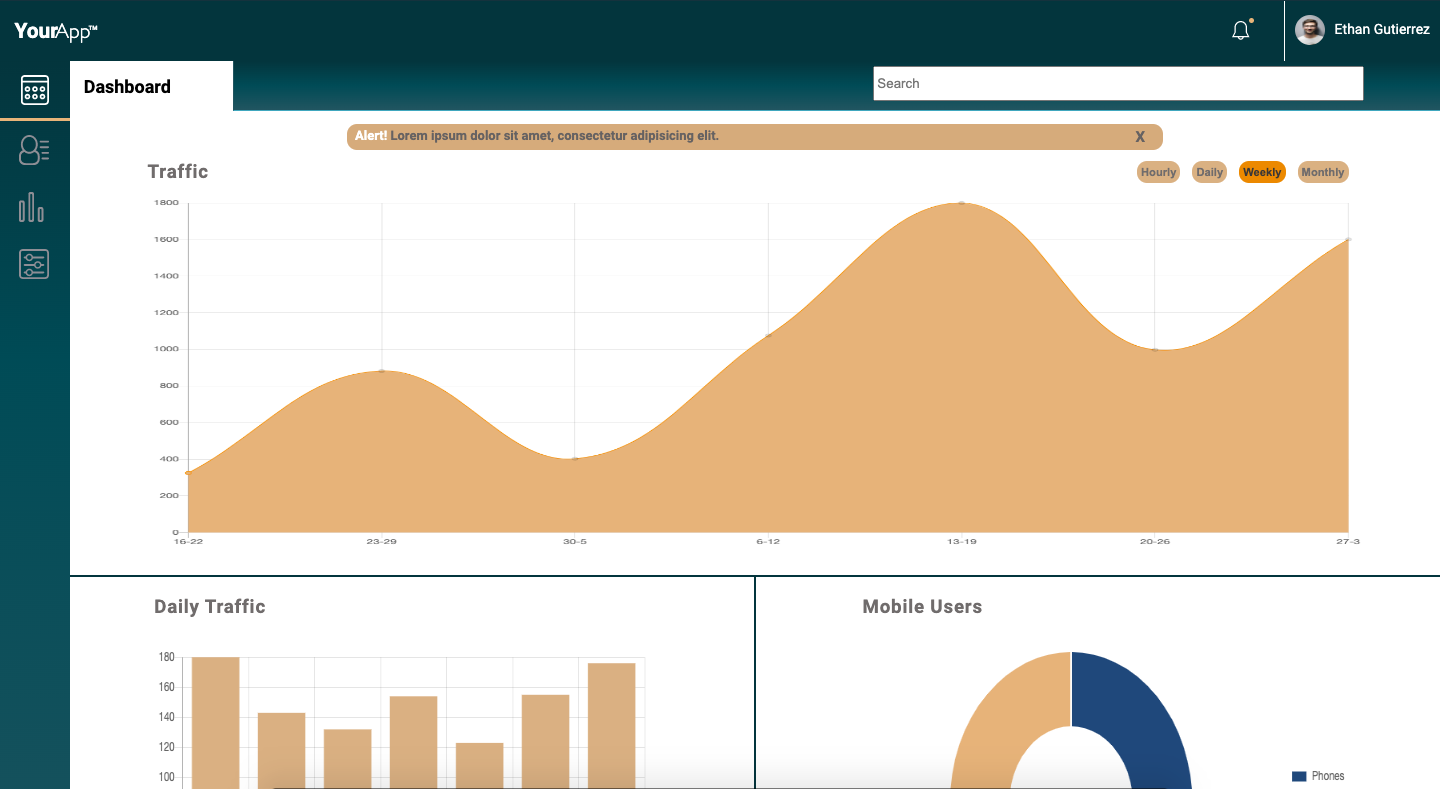 YourApp™
Ethan Gutierrez
Dashboard
Search
Alert! Lorem ipsum dolor sit amet, consectetur adipisicing elit.
X
Traffic
Hourly
Daily
Weekly
Monthly
1800
1600
1400
1200
1000
800
600
400
200
0
16-22
23-29
30-5
6-12
13-19
20-26
27-3
Daily Traffic
180
160
140
120
100
Mobile Users
Phones